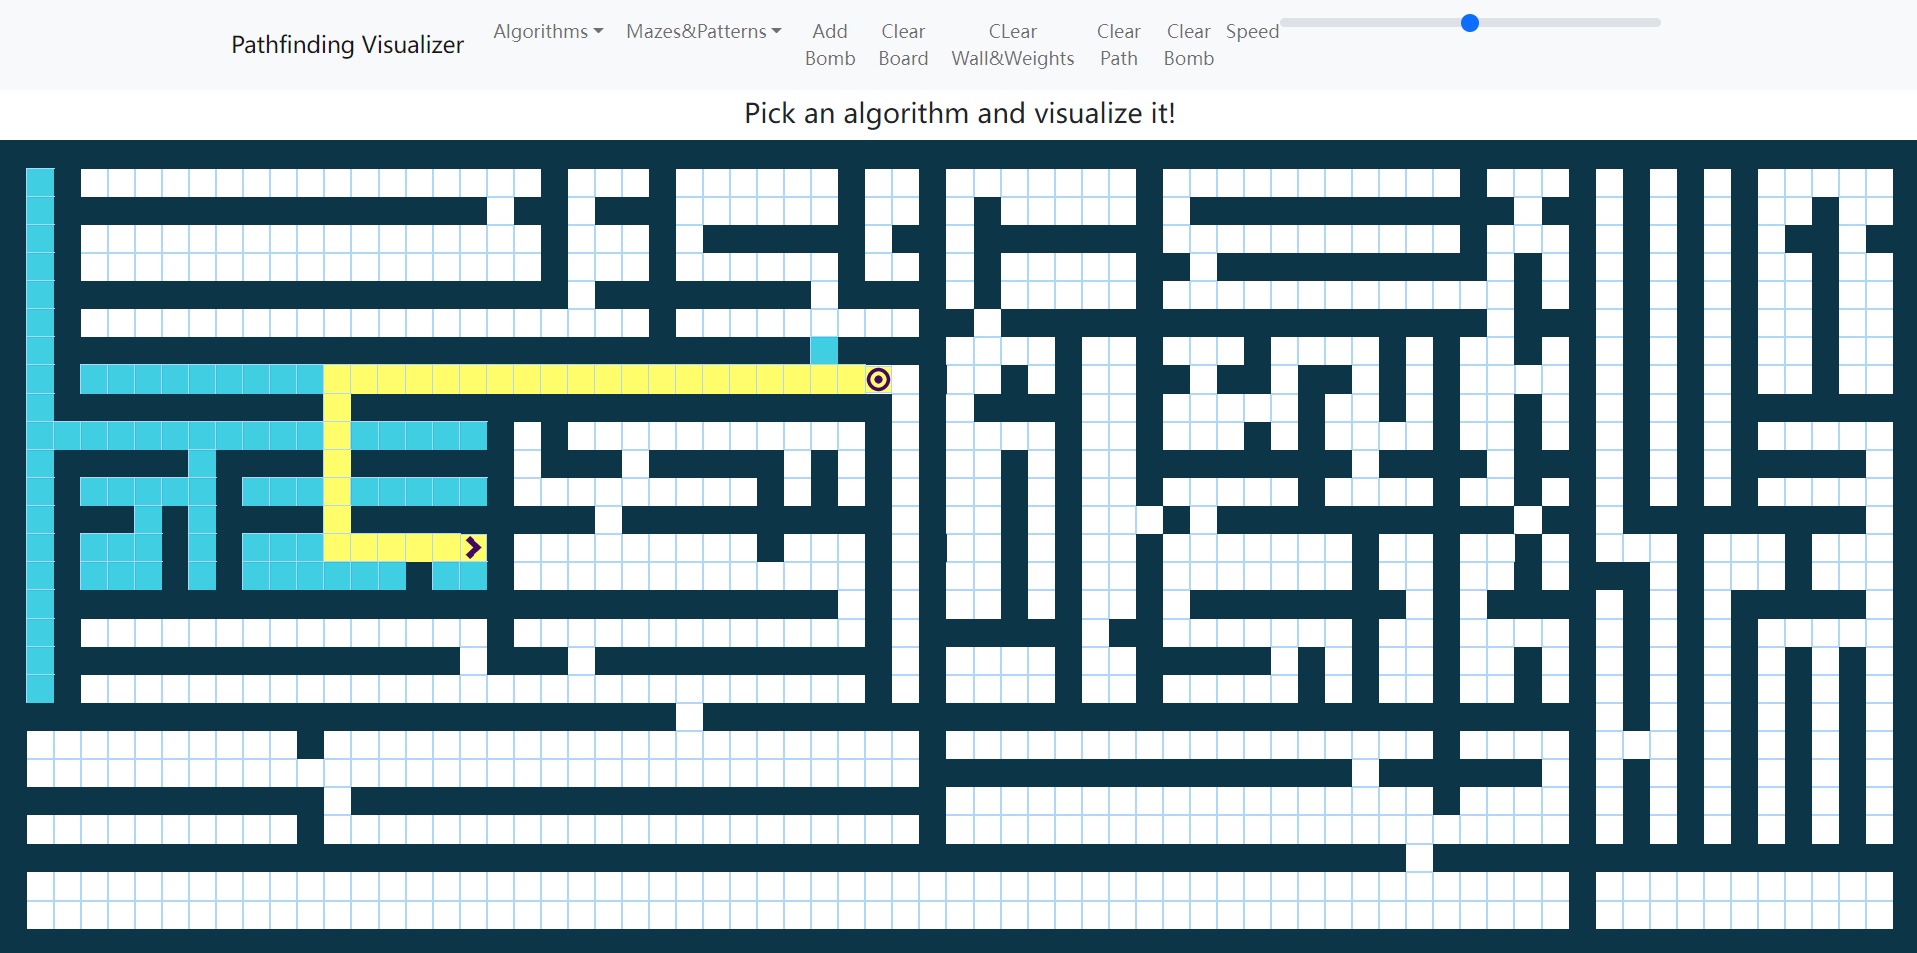 Pathfinding Visualizer
Algorithms
Mazes&Patterns
Add
Bomb
Clear
Board
CLear
Wall&Weights
Clear
Path
Clear
Bomb
Speed
Pick an algorithm and visualize it!